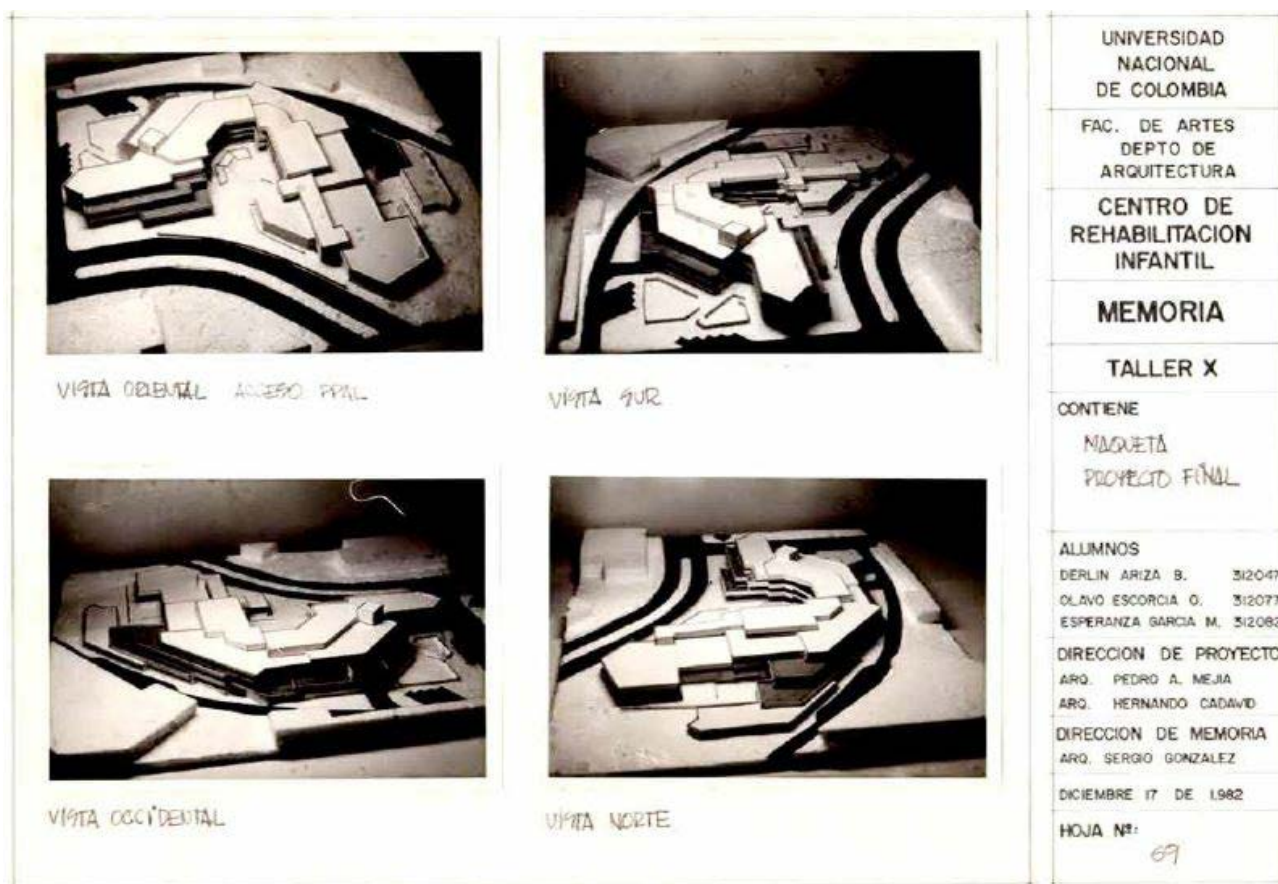 VISTA ORIENTAL ACCESO PPAL.
VISTA SUR
VISTA OCCIDENTAL
VISTA NORTE
UNIVERSIDAD
NACIONAL
DE COLOMBIA
FAC. DE ARTES
DEPTO DE
ARQUITECTURA
CENTRO DE
REHABILITACION
INFANTIL
MEMORIA
TALLER X
CONTIENE
MAQUETA
PROYECTO FINAL
ALUMNOS
DERLIN ARIZA B. 312047
OLAVO ESCORCIA O. 312077
ESPERANZA GARCIA M. 312082
DIRECCION DE PROYECTO
ARQ. PEDRO A. MEJIA
ARQ. HERNANDO CADAVID
DIRECCION DE MEMORIA
ARQ. SERGIO GONZALEZ
DICIEMBRE 17 DE 1.982
HOJA Nº:
69